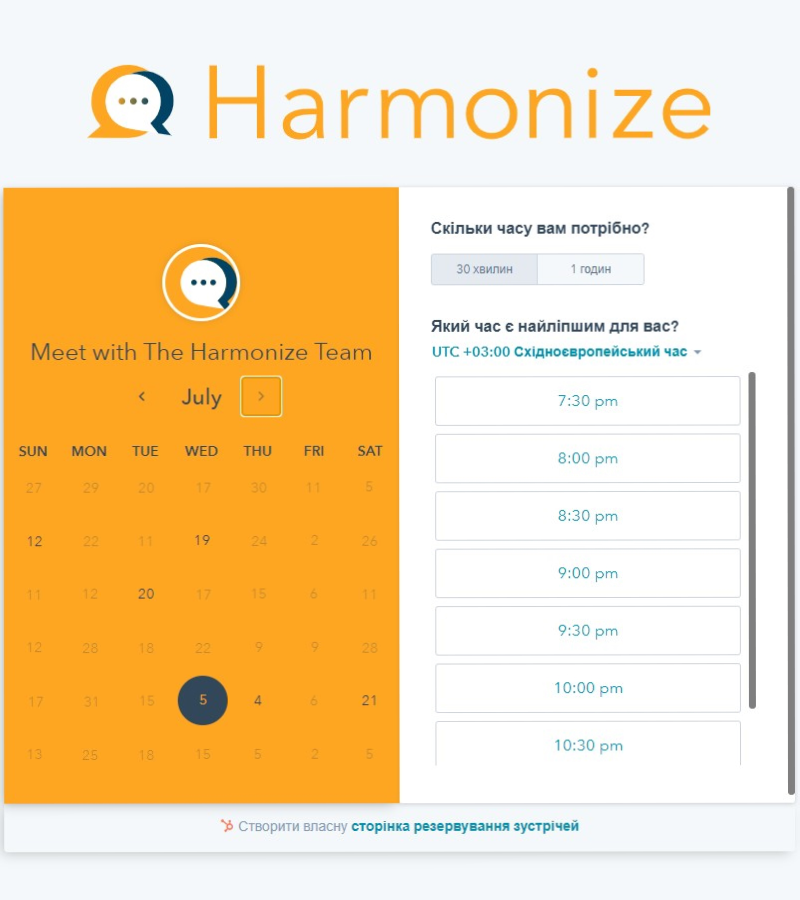 Harmonize
Meet with The Harmonize Team
July
SUN MON TUE WED THU FRI SAT
27 29 20 17 30 11 5
12 22 11 19 24 2 26
11 12 20 17 15 6 11
12 28 18 22 9 9 28
17 31 15 5 4 6 21
13 25 18 15 5 2 5
Скільки часу вам потрібно?
30 хвилин 1 годин
Який час є найліпшим для вас?
UTC +03:00 Східноєвропейський час
7:30 pm
8:00 pm
8:30 pm
9:00 pm
9:30 pm
10:00 pm
10:30 pm
Створити власну сторінка резервування зустрічей